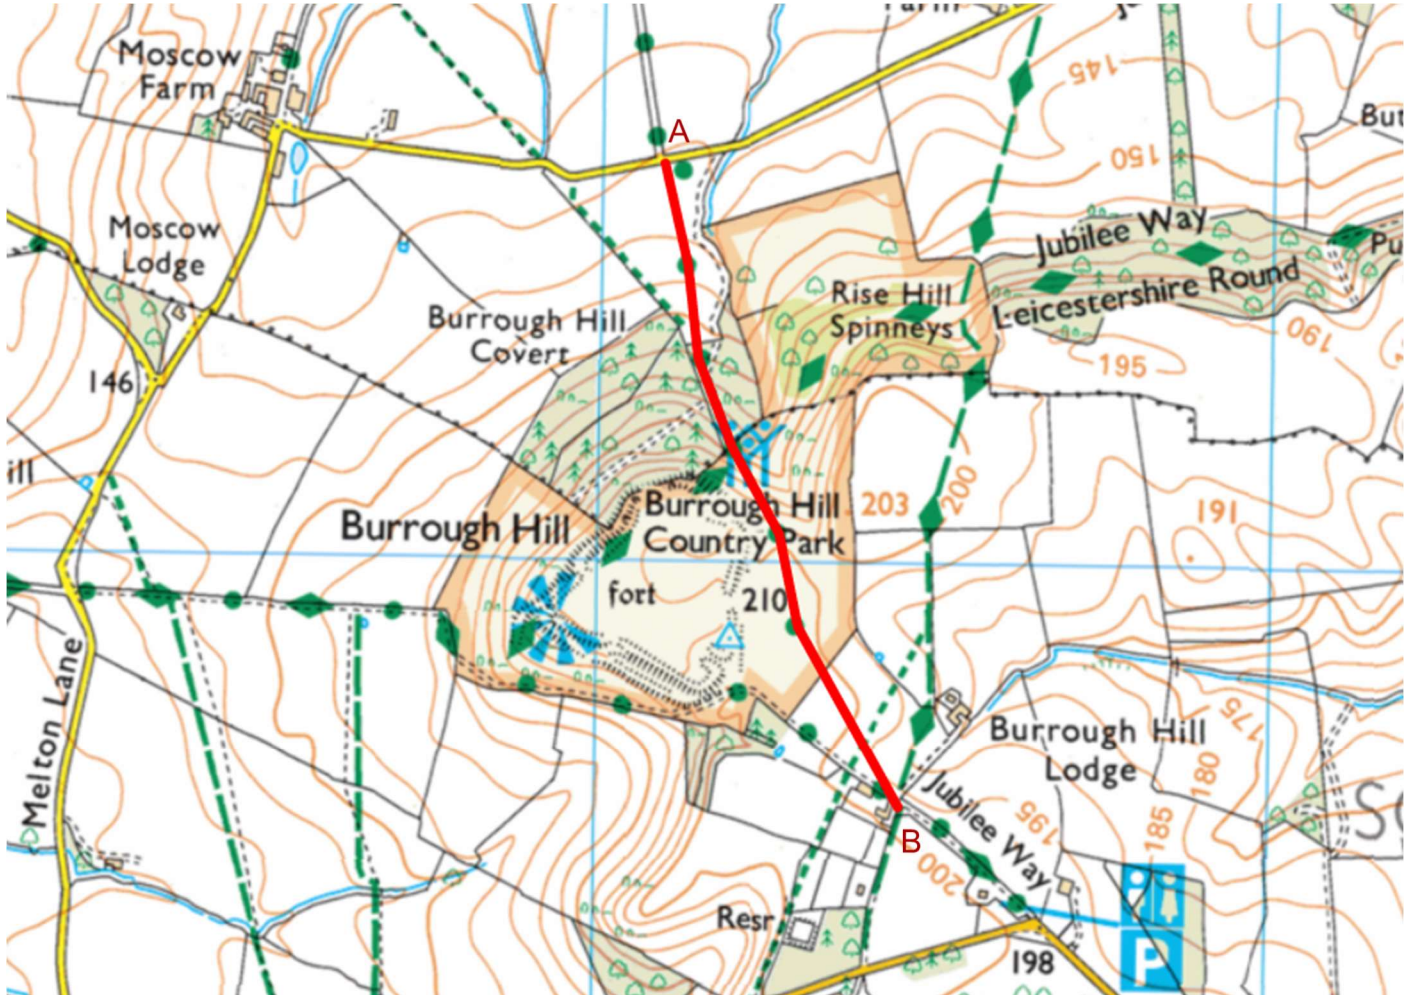 Moscow
Farm
A
145
150
Moscow
Lodge
Jubilee Way
Leicestershire Round
Burrough Hill
Covert
Rise Hill
Spinneys
190
195
146
ill
Burrough Hill
Burrough Hill
Country Park
203
200
191
fort
210
Melton Lane
Burrough Hill
Lodge
175
180
185
195
Jubilee Way
B
200
Resr
198
P